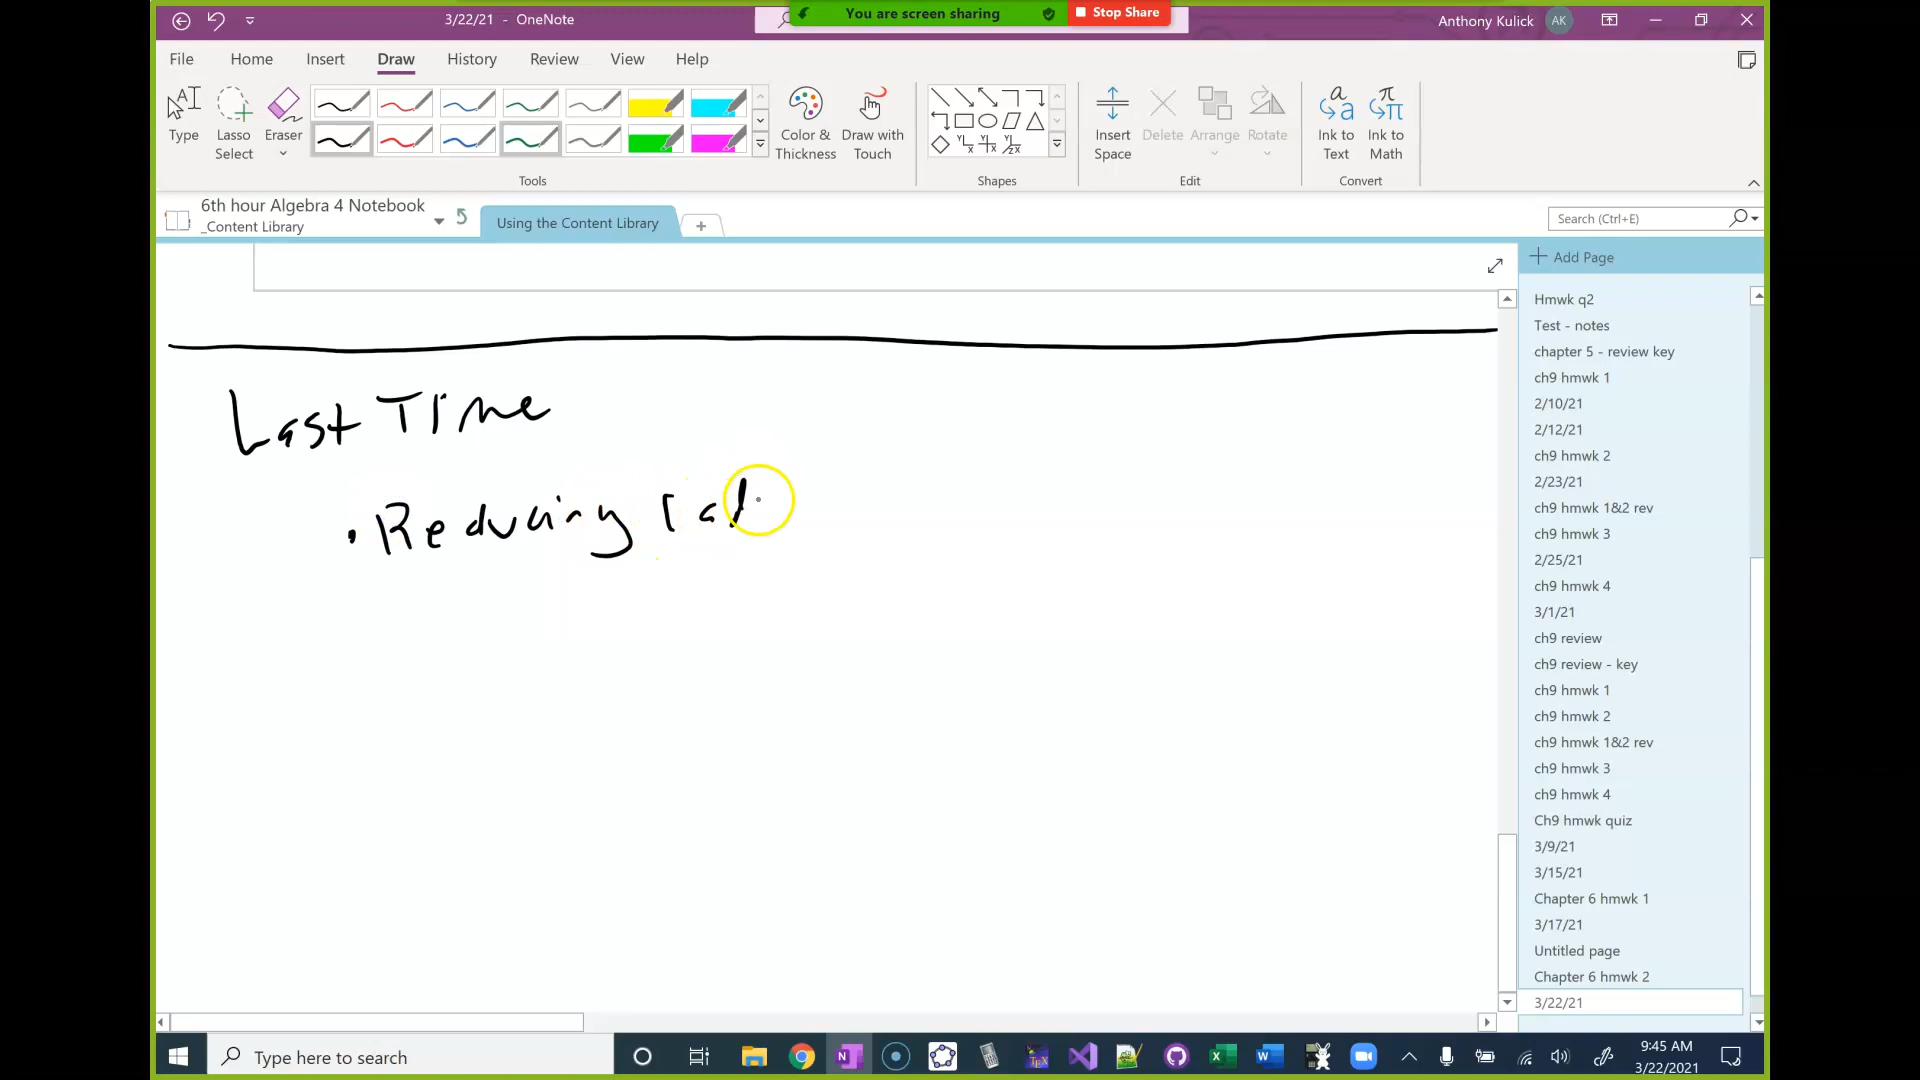 3/22/21 - OneNote
You are screen sharing
Stop Share
Anthony Kulick
AK
File Home Insert Draw History Review View Help
Type
Lasso Select
Eraser
Color & Thickness
Draw with Touch
Insert Space
Delete
Arrange
Rotate
Ink to Text
Ink to Math
Tools
Shapes
Edit
Convert
6th hour Algebra 4 Notebook
_Content Library
Using the Content Library
Search (Ctrl+E)
Add Page
Hmwk q2
Test - notes
chapter 5 - review key
ch9 hmwk 1
2/10/21
2/12/21
ch9 hmwk 2
2/23/21
ch9 hmwk 1&2 rev
ch9 hmwk 3
2/25/21
ch9 hmwk 4
3/1/21
ch9 review
ch9 review - key
ch9 hmwk 1
ch9 hmwk 2
ch9 hmwk 1&2 rev
ch9 hmwk 3
ch9 hmwk 4
Ch9 hmwk quiz
3/9/21
3/15/21
Chapter 6 hmwk 1
3/17/21
Untitled page
Chapter 6 hmwk 2
3/22/21
Last Time
• Reducing
Type here to search
9:45 AM
3/22/2021